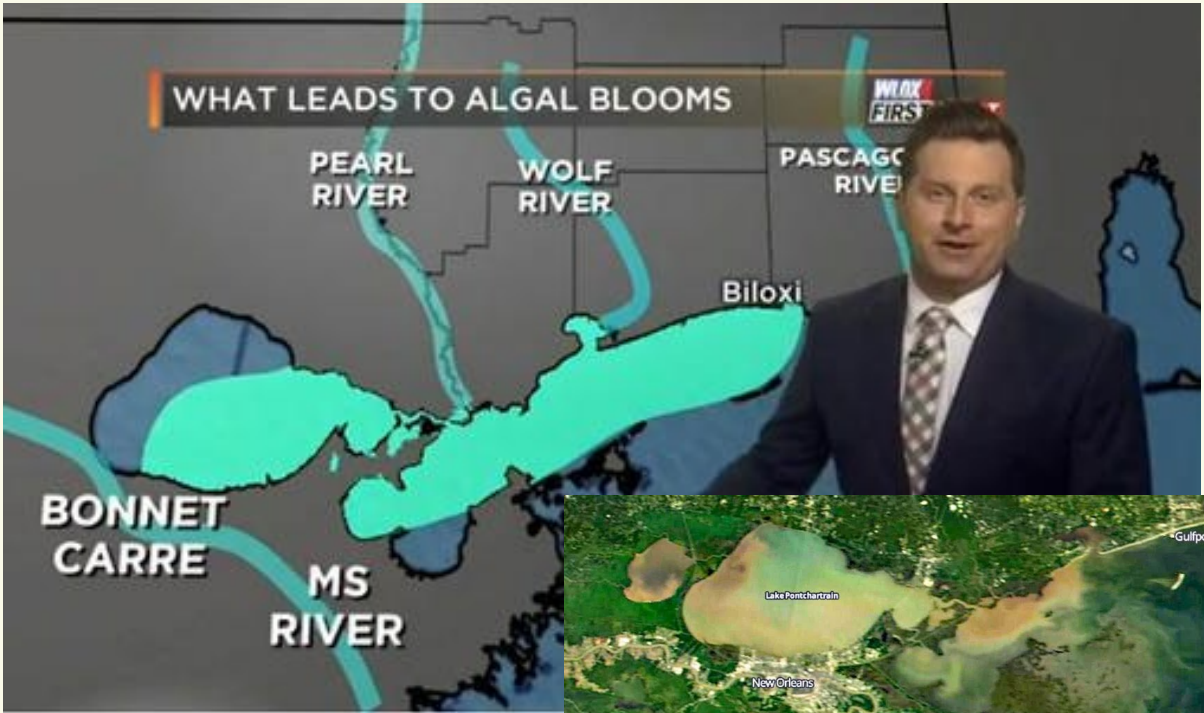 WHAT LEADS TO ALGAL BLOOMS
WLOX
FIRST
PEARL
RIVER
WOLF
RIVER
Biloxi
BONNET
CARRE
MS
RIVER
Lake Pontchartrain
New Orleans